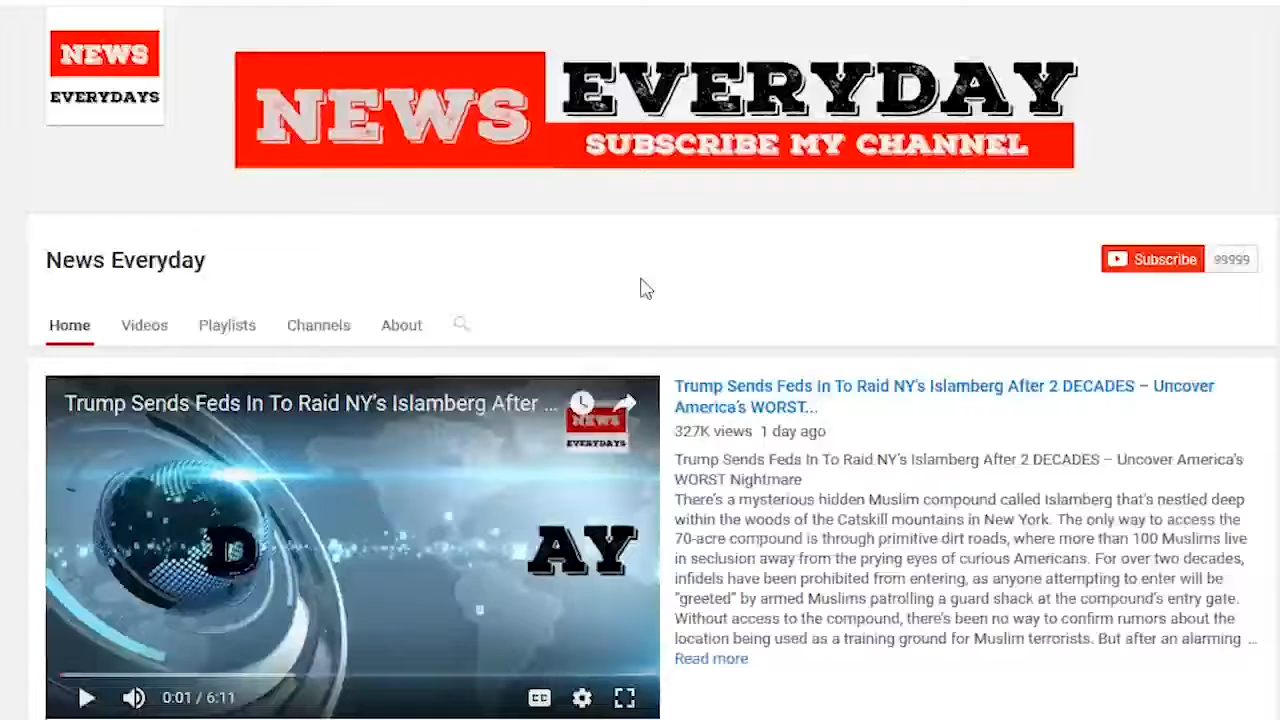 NEWS
EVERYDAYS
NEWS
EVERYDAY
SUBSCRIBE MY CHANNEL
News Everyday
Subscribe 99999
Home Videos Playlists Channels About
Trump Sends Feds In To Raid NY's Islamberg After ...
NEWS
EVERYDAYS
D AY
0:01 / 6:11
CC
Trump Sends Feds In To Raid NY's Islamberg After 2 DECADES – Uncover
America's WORST...
327K views 1 day ago
Trump Sends Feds In To Raid NY's Islamberg After 2 DECADES – Uncover America's
WORST Nightmare
There's a mysterious hidden Muslim compound called Islamberg that's nestled deep
within the woods of the Catskill mountains in New York. The only way to access the
70-acre compound is through primitive dirt roads, where more than 100 Muslims live
in seclusion away from the prying eyes of curious Americans. For over two decades,
infidels have been prohibited from entering, as anyone attempting to enter will be
"greeted" by armed Muslims patrolling a guard shack at the compound's entry gate.
Without access to the compound, there's been no way to confirm rumors about the
location being used as a training ground for Muslim terrorists. But after an alarming ...
Read more